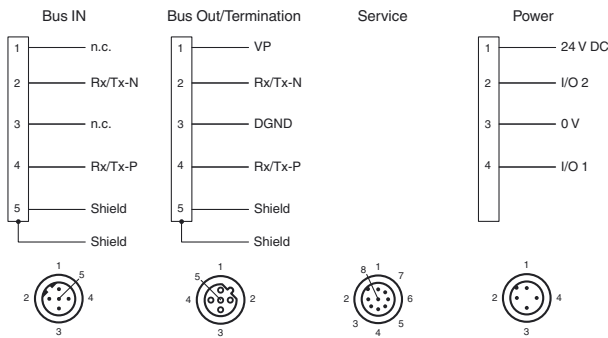 Bus IN
Bus Out/Termination
Service
Power
1 n.c.
2 Rx/Tx-N
3 n.c.
4 Rx/Tx-P
5 Shield
Shield
1 VP
2 Rx/Tx-N
3 DGND
4 Rx/Tx-P
5 Shield
Shield
1 24 V DC
2 I/O 2
3 0 V
4 I/O 1
1
5
2 4
3
1
5
4 2
3
8 1 7
2 6
3 5
4
1
2 4
3